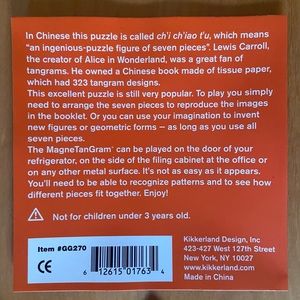 In Chinese this puzzle is called ch'i ch'iao t'u, which means
"an ingenious-puzzle figure of seven pieces". Lewis Carroll,
the creator of Alice in Wonderland, was a great fan of
tangrams. He owned a Chinese book made of tissue paper,
which had 323 tangram designs.
This excellent puzzle is still very popular. To play you simply
need to arrange the seven pieces to reproduce the images
in the booklet. Or you can use your imagination to invent
new figures or geometric forms – as long as you use all
seven pieces.
The MagneTanGram can be played on the door of your
refrigerator, on the side of the filing cabinet at the office or
on any other metal surface. It's not as easy as it appears.
You'll need to be able to recognize patterns and to see how
different pieces fit together. Enjoy!
Not for children under 3 years old.
Item #GG270
CE
6 12615 01763 4
Kikkerland Design, Inc
423-427 West 127th Street
New York, NY 10027
www.kikkerland.com
Made in China